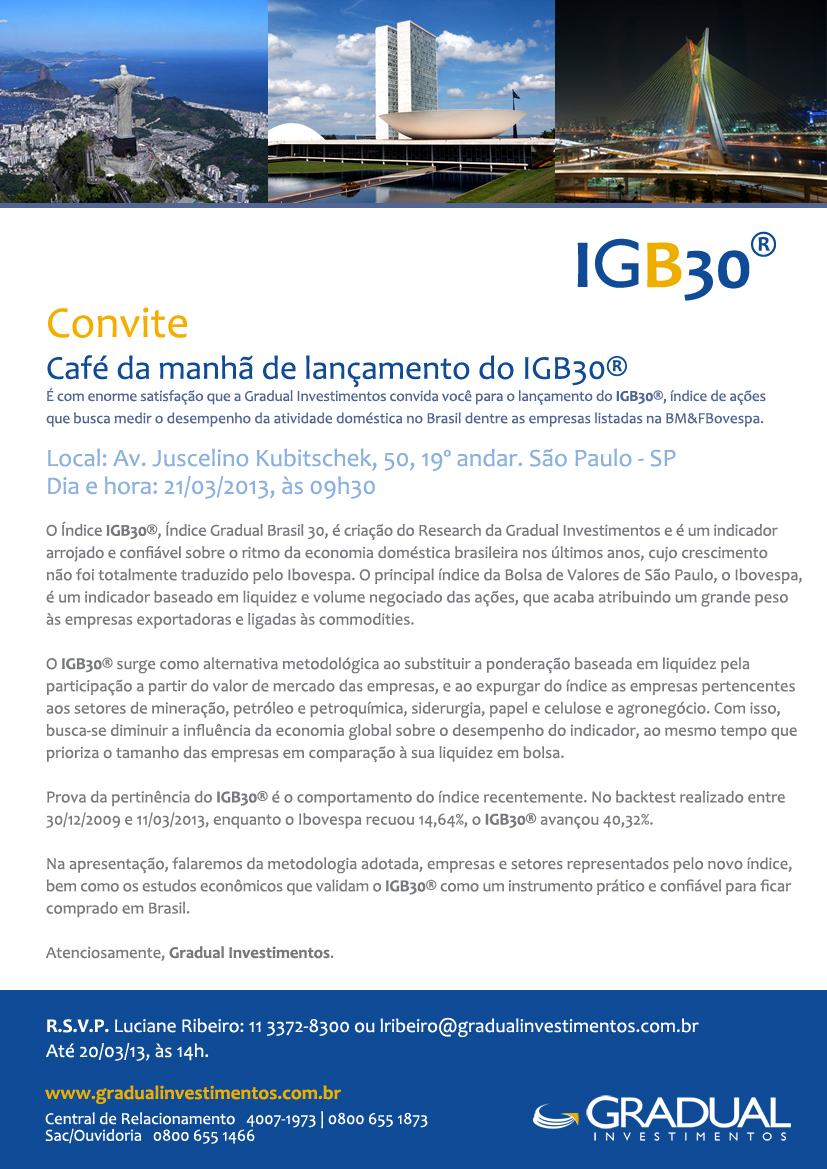 IGB30®
Convite
Café da manhã de lançamento do IGB30®
É com enorme satisfação que a Gradual Investimentos convida você para o lançamento do IGB30®, índice de ações
que busca medir o desempenho da atividade doméstica no Brasil dentre as empresas listadas na BM&FBovespa.
Local: Av. Juscelino Kubitschek, 50, 19º andar. São Paulo - SP
Dia e hora: 21/03/2013, às 09h30
O Índice IGB30®, Índice Gradual Brasil 30, é criação do Research da Gradual Investimentos e é um indicador
arrojado e confiável sobre o ritmo da economia doméstica brasileira nos últimos anos, cujo crescimento
não foi totalmente traduzido pelo Ibovespa. O principal índice da Bolsa de Valores de São Paulo, o Ibovespa,
é um indicador baseado em liquidez e volume negociado das ações, que acaba atribuindo um grande peso
às empresas exportadoras e ligadas às commodities.
O IGB30® surge como alternativa metodológica ao substituir a ponderação baseada em liquidez pela
participação a partir do valor de mercado das empresas, e ao expurgar do índice as empresas pertencentes
aos setores de mineração, petróleo e petroquímica, siderurgia, papel e celulose e agronegócio. Com isso,
busca-se diminuir a influência da economia global sobre o desempenho do indicador, ao mesmo tempo que
prioriza o tamanho das empresas em comparação à sua liquidez em bolsa.
Prova da pertinência do IGB30® é o comportamento do índice recentemente. No backtest realizado entre
30/12/2009 e 11/03/2013, enquanto o Ibovespa recuou 14,64%, o IGB30® avançou 40,32%.
Na apresentação, falaremos da metodologia adotada, empresas e setores representados pelo novo índice,
bem como os estudos econômicos que validam o IGB30® como um instrumento prático e confiável para ficar
comprado em Brasil.
Atenciosamente, Gradual Investimentos.
R.S.V.P. Luciane Ribeiro: 11 3372-8300 ou lribeiro@gradualinvestimentos.com.br
Até 20/03/13, às 14h.
www.gradualinvestimentos.com.br
Central de Relacionamento 4007-1973 | 0800 655 1873
Sac/Ouvidoria 0800 655 1466
GRADUAL
INVESTIMENTOS